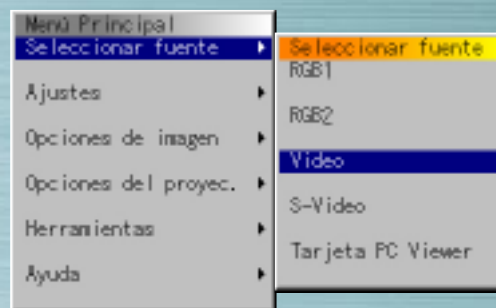 Menú Principal
Seleccionar fuente
Ajustes
Opciones de imagen
Opciones del proyec.
Herramientas
Ayuda
Seleccionar fuente
RGB1
RGB2
Video
S-Video
Tarjeta PC Viewer